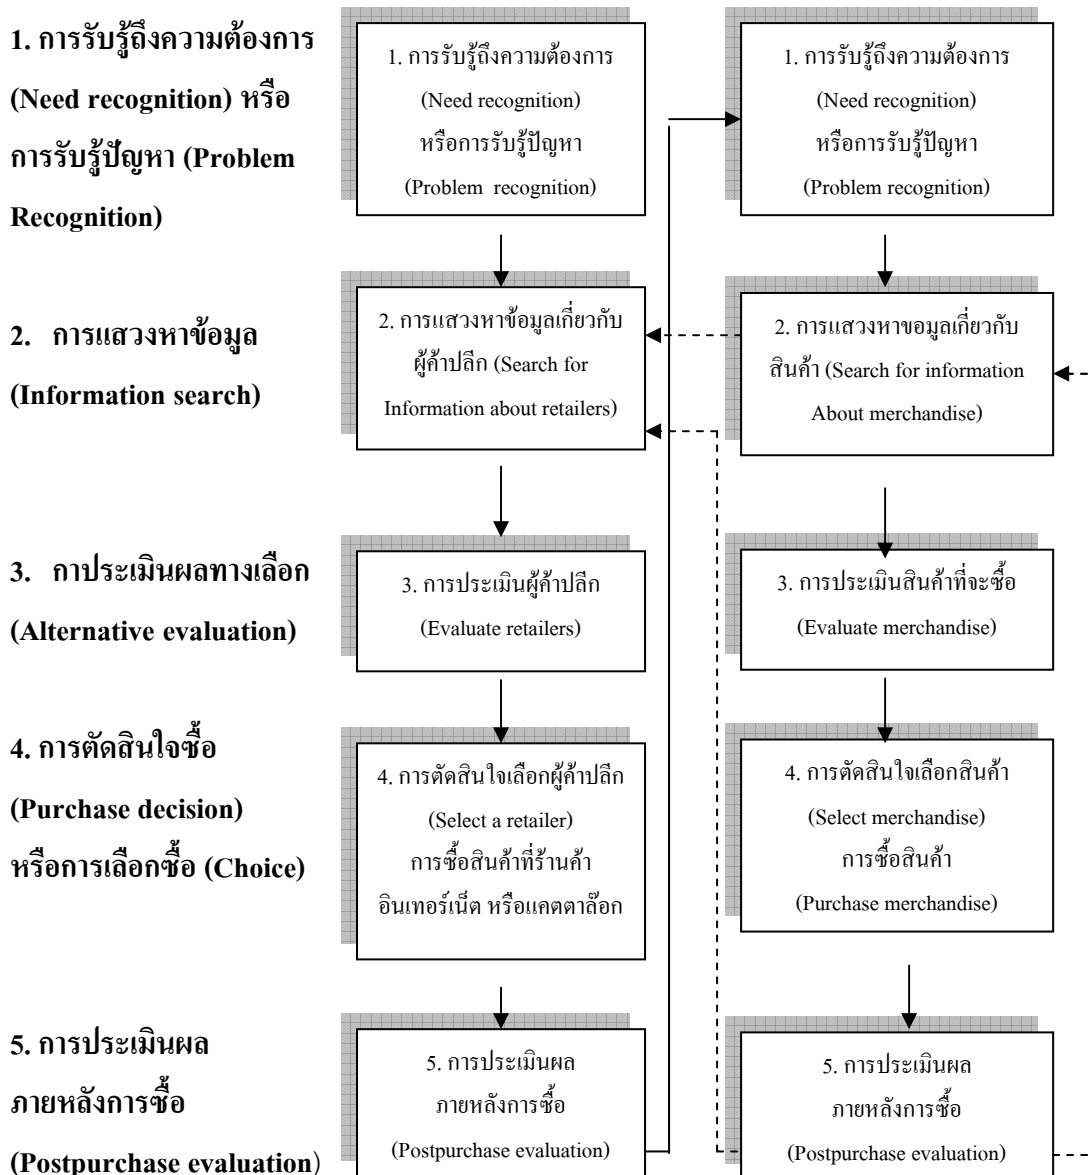 1. การรับรู้ถึงความต้องการ
(Need recognition) หรือ
การรับรู้ปัญหา (Problem
Recognition)
1. การรับรู้ถึงความต้องการ
(Need recognition)
หรือการรับรู้ปัญหา
(Problem recognition)
1. การรับรู้ถึงความต้องการ
(Need recognition)
หรือการรับรู้ปัญหา
(Problem recognition)
2. การแสวงหาข้อมูล
(Information search)
2. การแสวงหาข้อมูลเกี่ยวกับ
ผู้ค้าปลีก (Search for
Information about retailers)
2. การแสวงหาขอมูลเกี่ยวกับ
สินค้า (Search for information
About merchandise)
3. กาประเมินผลทางเลือก
(Alternative evaluation)
3. การประเมินผู้ค้าปลีก
(Evaluate retailers)
3. การประเมินสินค้าที่จะซื้อ
(Evaluate merchandise)
4. การตัดสินใจซื้อ
(Purchase decision)
หรือการเลือกซื้อ (Choice)
4. การตัดสินใจเลือกผู้ค้าปลีก
(Select a retailer)
การซื้อสินค้าที่ร้านค้า
อินเทอร์เน็ต หรือแคตตาล๊อก
4. การตัดสินใจเลือกสินค้า
(Select merchandise)
การซื้อสินค้า
(Purchase merchandise)
5. การประเมินผล
ภายหลังการซื้อ
(Postpurchase evaluation)
5. การประเมินผล
ภายหลังการซื้อ
(Postpurchase evaluation)
5. การประเมินผล
ภายหลังการซื้อ
(Postpurchase evaluation)